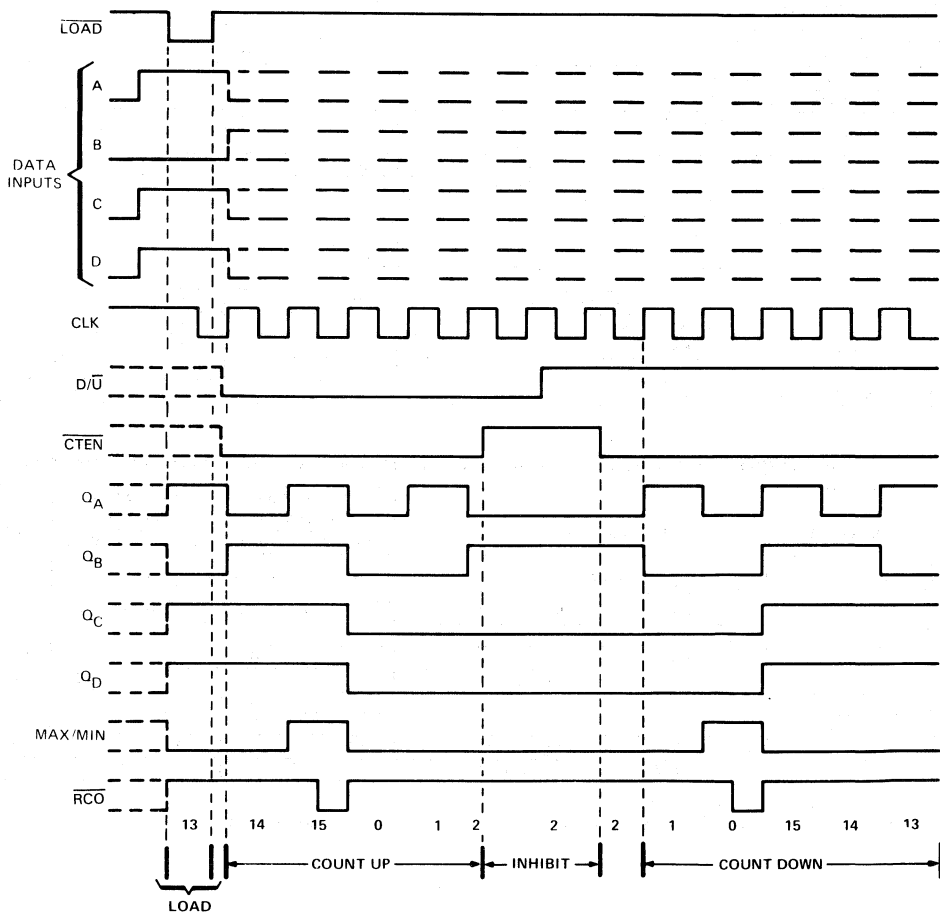 LOAD
DATA
INPUTS
A
B
C
D
CLK
D/U
CTEN
QA
QB
QC
QD
MAX/MIN
RCO
13 14 15 0 1 2 2 2 1 0 15 14 13
COUNT UP INHIBIT COUNT DOWN
LOAD